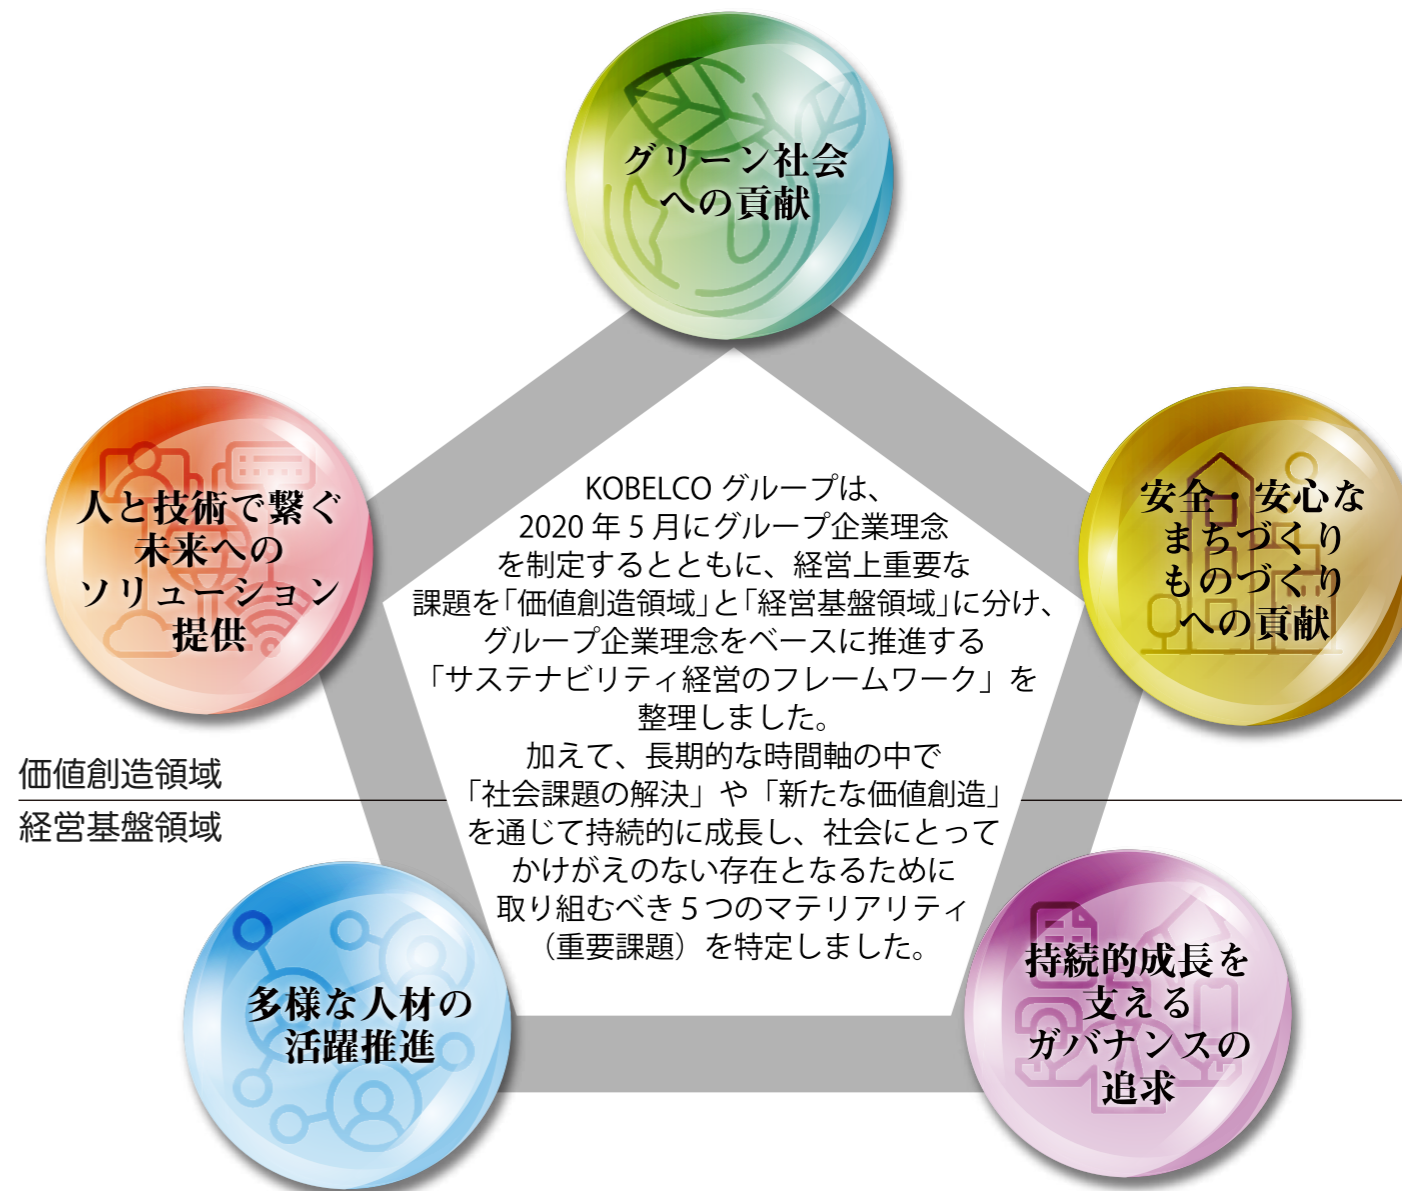 グリーン社会
への貢献
人と技術で繋ぐ
未来への
ソリューション
提供
安全・安心な
まちづくり
ものづくり
への貢献
KOBELCO グループは、
2020 年 5 月にグループ企業理念
を制定するとともに、経営上重要な
課題を「価値創造領域」と「経営基盤領域」に分け、
グループ企業理念をベースに推進する
「サステナビリティ経営のフレームワーク」を
整理しました。
加えて、長期的な時間軸の中で
「社会課題の解決」や「新たな価値創造」
を通じて持続的に成長し、社会にとって
かけがえのない存在となるために
取り組むべき 5 つのマテリアリティ
（重要課題）を特定しました。
価値創造領域
経営基盤領域
多様な人材の
活躍推進
持続的成長を
支える
ガバナンスの
追求